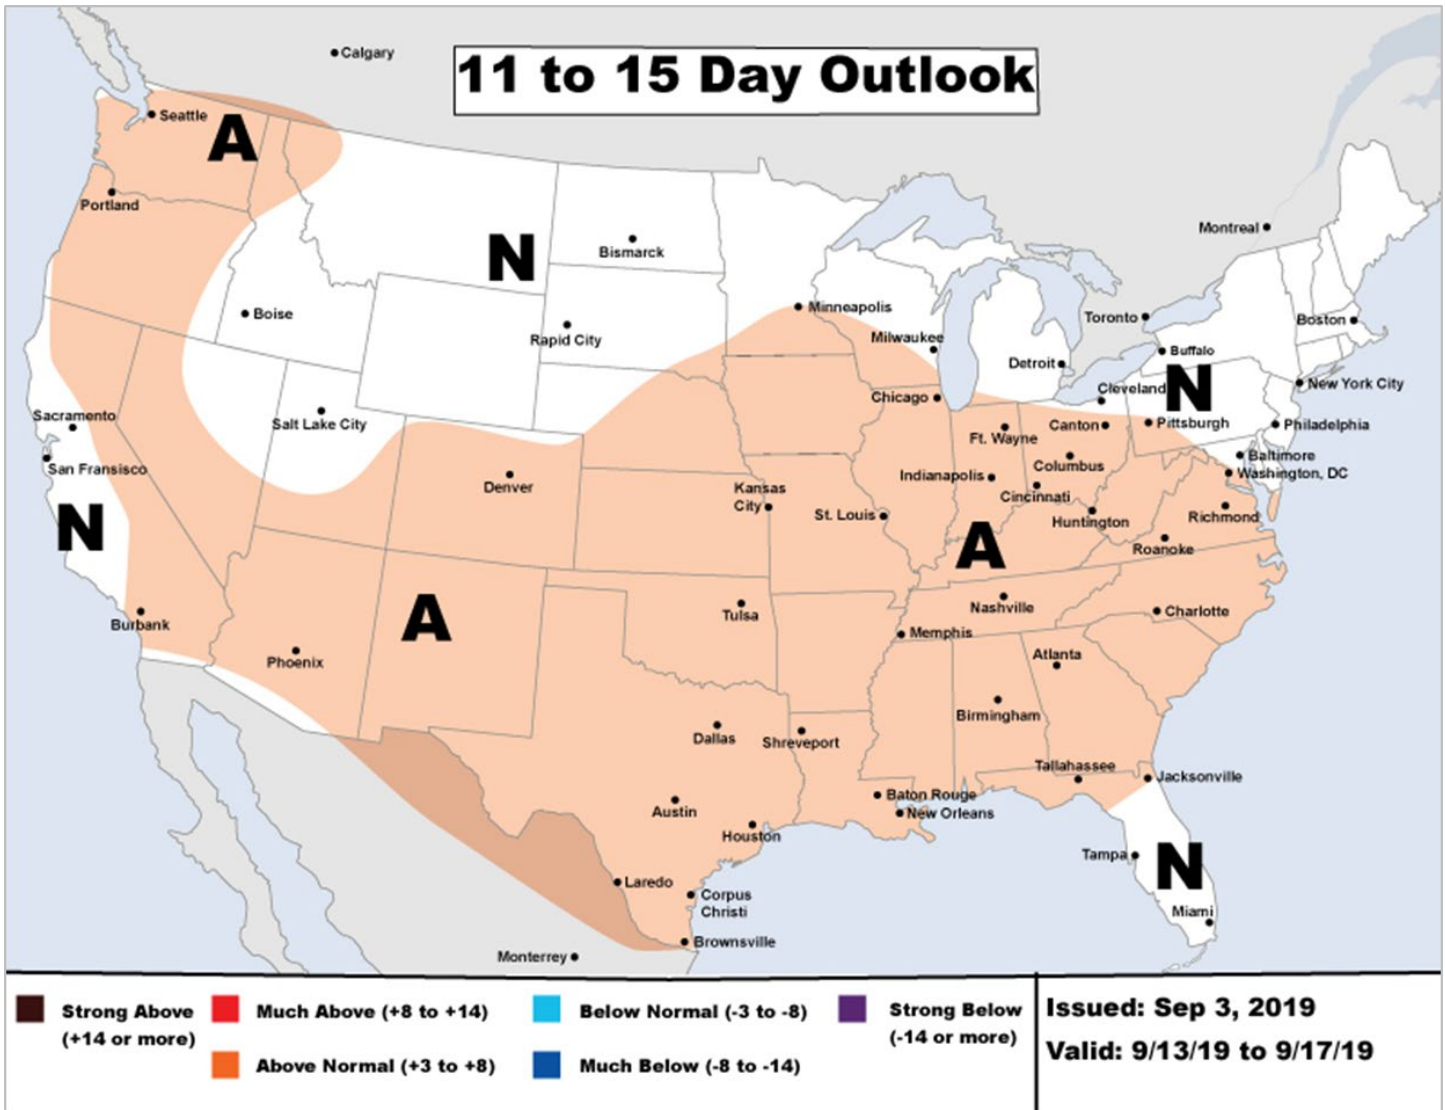 11 to 15 Day Outlook
Calgary
Seattle
A
Portland
N
Bismarck
Montreal
Boise
Rapid City
Minneapolis
Milwaukee
Toronto
Boston
Buffalo
Detroit
N
Cleveland
New York City
Chicago
Sacramento
Salt Lake City
Ft. Wayne
Canton
Pittsburgh
Philadelphia
San Fransisco
Denver
Indianapolis
Columbus
Baltimore
Washington, DC
Kansas
City
St. Louis
Cincinnati
Huntington
Richmond
N
A
Roanoke
Burbank
A
Tulsa
Nashville
Charlotte
Memphis
Phoenix
Atlanta
Birmingham
Dallas
Shreveport
Tallahassee
Jacksonville
Austin
Baton Rouge
New Orleans
Houston
Tampa
N
Laredo
Corpus
Christi
Miami
Brownsville
Monterrey
Strong Above
(+14 or more)
Much Above (+8 to +14)
Above Normal (+3 to +8)
Below Normal (-3 to -8)
Much Below (-8 to -14)
Strong Below
(-14 or more)
Issued: Sep 3, 2019
Valid: 9/13/19 to 9/17/19